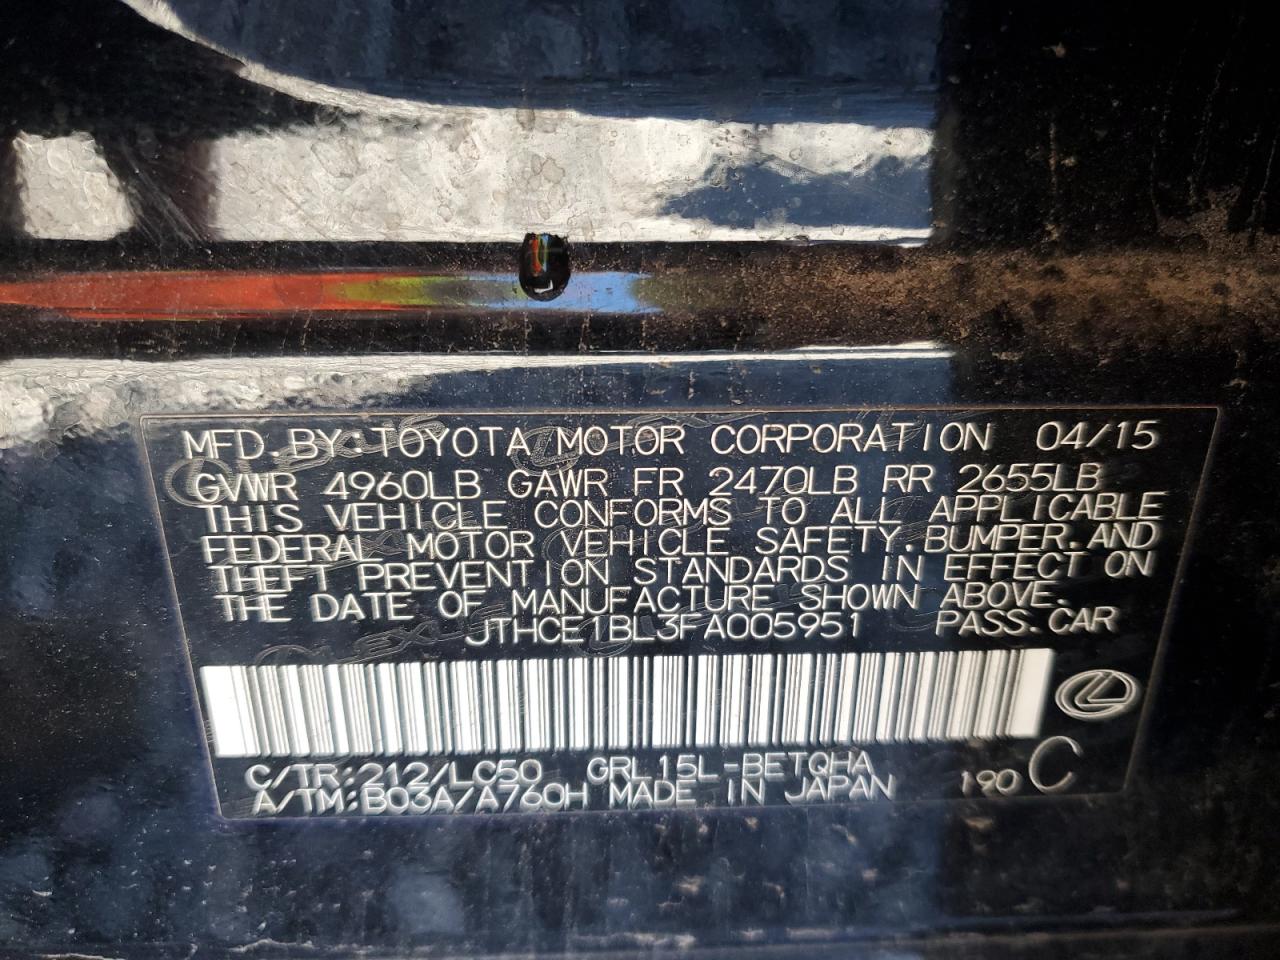 MFD. BY: TOYOTA MOTOR CORPORATION 04/15
GVWR 4960LB GAWR FR 2470LB RR 2655LB
THIS VEHICLE CONFORMS TO ALL APPLICABLE
FEDERAL MOTOR VEHICLE SAFETY, BUMPER, AND
THEFT PREVENTION STANDARDS IN EFFECT ON
THE DATE OF MANUFACTURE SHOWN ABOVE.
JTHCE1BL3FA005951 PASS. CAR
C/TR: 212/LC50 GRL15L-BETQHA
A/TM: B03A/A760H MADE IN JAPAN 190 C